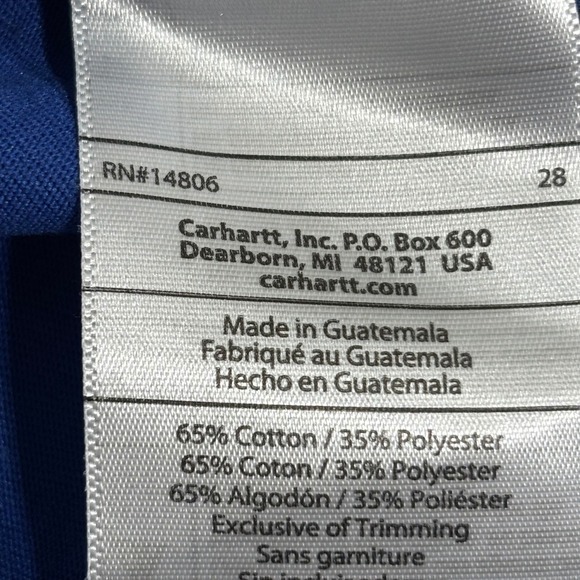 RN#14806 28
Carhartt, Inc. P.O. Box 600
Dearborn, MI 48121 USA
carhartt.com
Made in Guatemala
Fabriqué au Guatemala
Hecho en Guatemala
65% Cotton / 35% Polyester
65% Coton / 35% Polyester
65% Algodón / 35% Poliéster
Exclusive of Trimming
Sans garniture
Sin